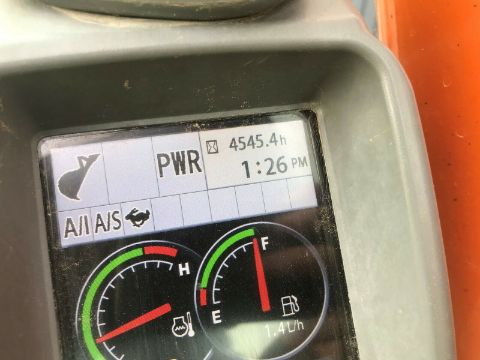 PWR
4545.4h
1:26 PM
A/I A/S
H
F
E
1.4L/h